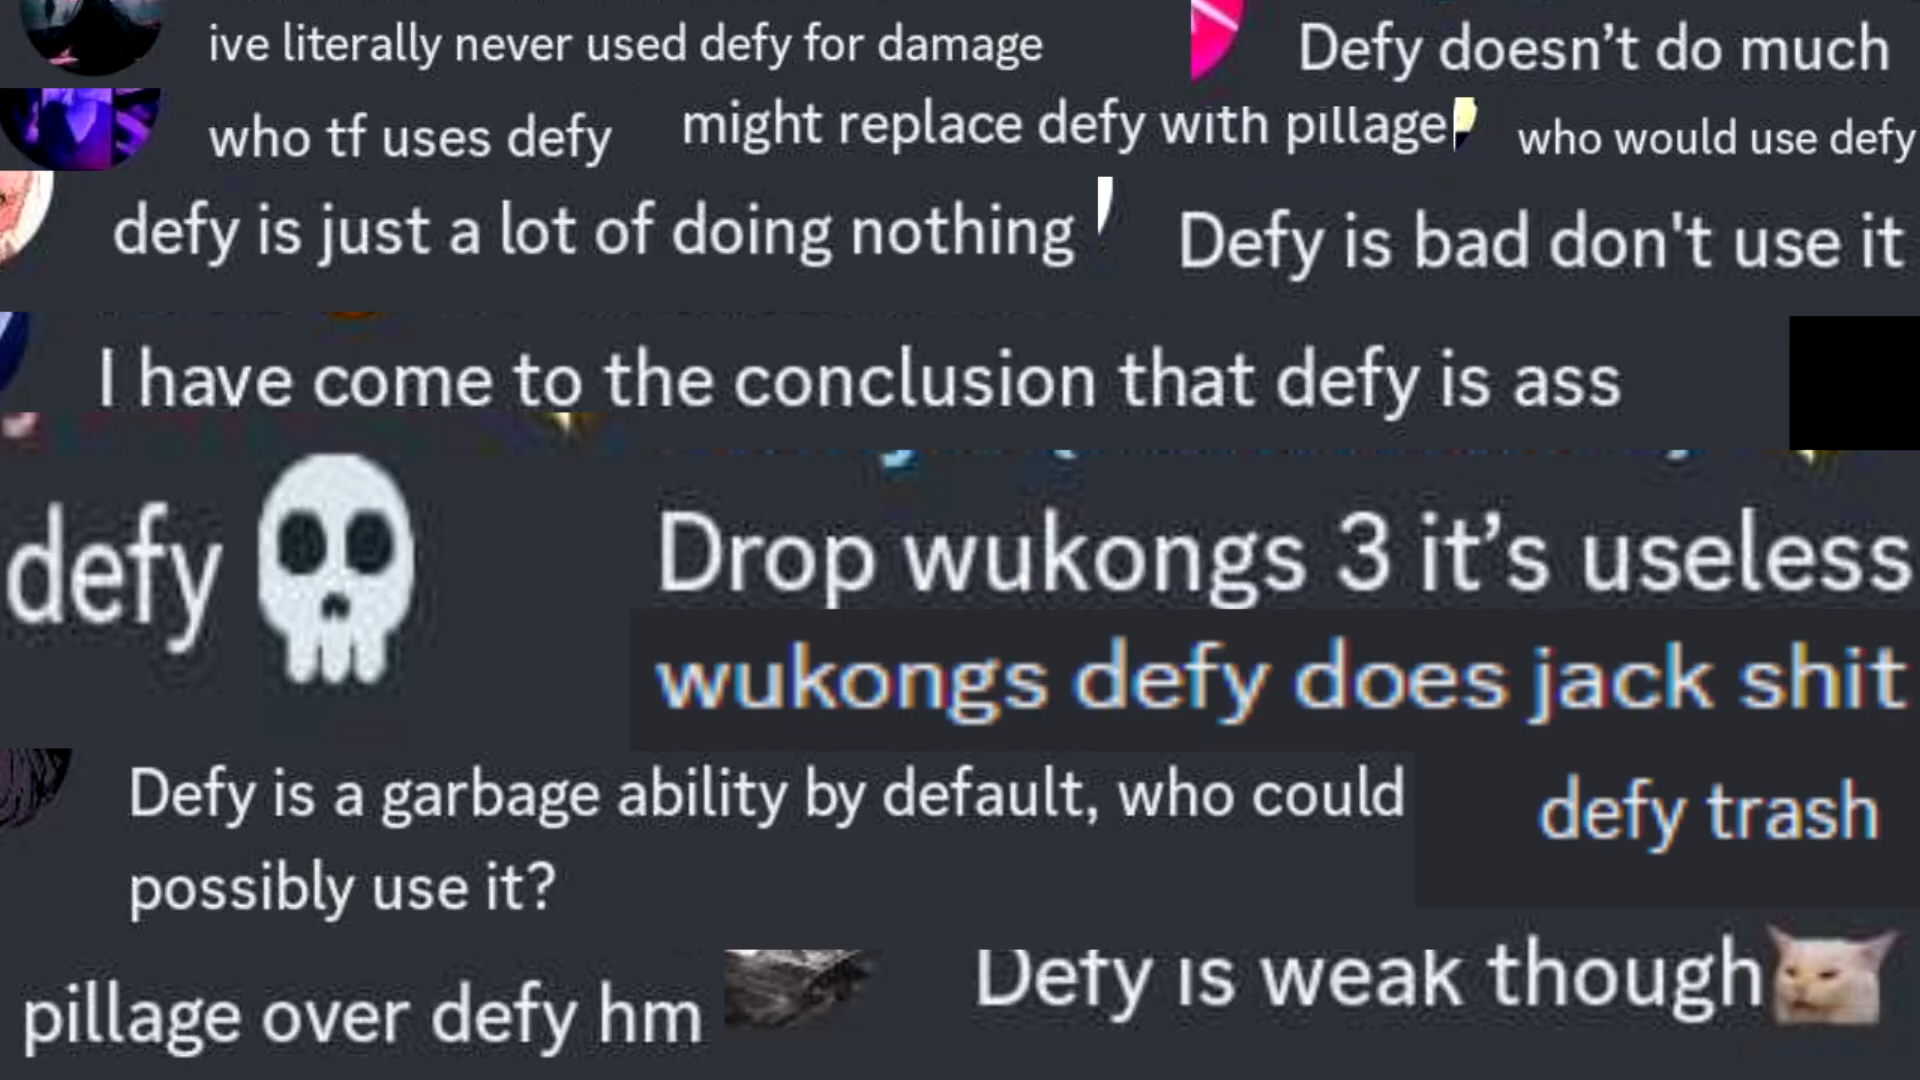 ive literally never used defy for damage
Defy doesn’t do much
who tf uses defy
might replace defy with pillage
who would use defy
defy is just a lot of doing nothing
Defy is bad don't use it
I have come to the conclusion that defy is ass
defy
Drop wukongs 3 it’s useless
wukongs defy does jack shit
Defy is a garbage ability by default, who could
possibly use it?
defy trash
pillage over defy hm
Defy is weak though